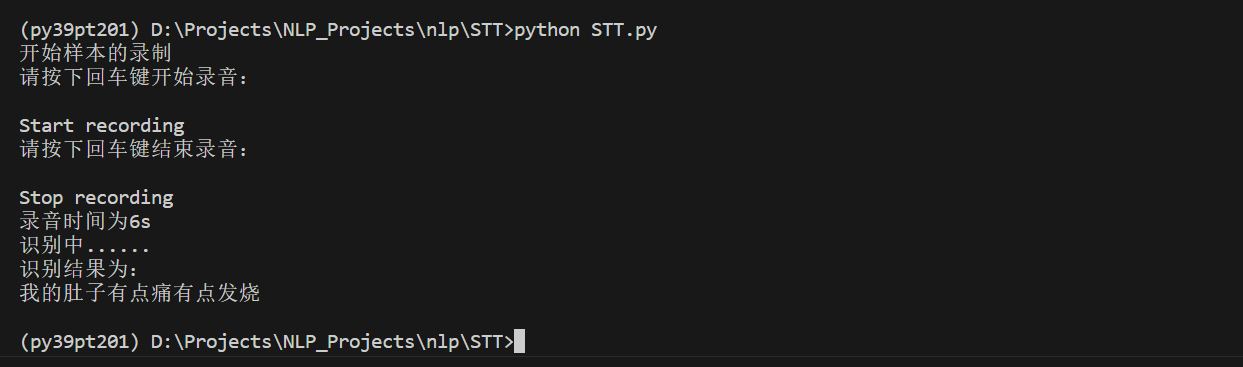 (py39pt201) D:\Projects\NLP_Projects\nlp\STT>python STT.py
开始样本的录制
请按下回车键开始录音：
Start recording
请按下回车键结束录音：
Stop recording
录音时间为6s
识别中......
识别结果为：
我的肚子有点痛有点发烧
(py39pt201) D:\Projects\NLP_Projects\nlp\STT>